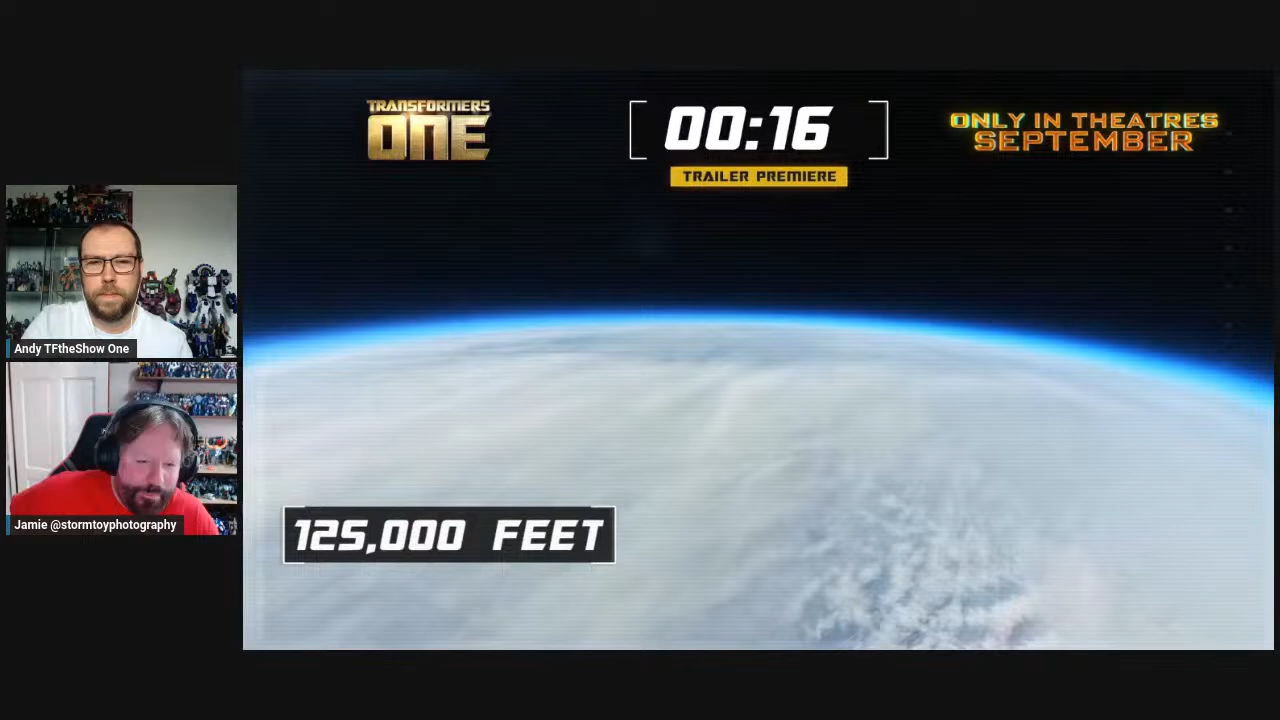 TRANSFORMERS
ONE
00:16
TRAILER PREMIERE
ONLY IN THEATRES
SEPTEMBER
Andy TFtheShow One
Jamie @stormtoyphotography
125,000 FEET